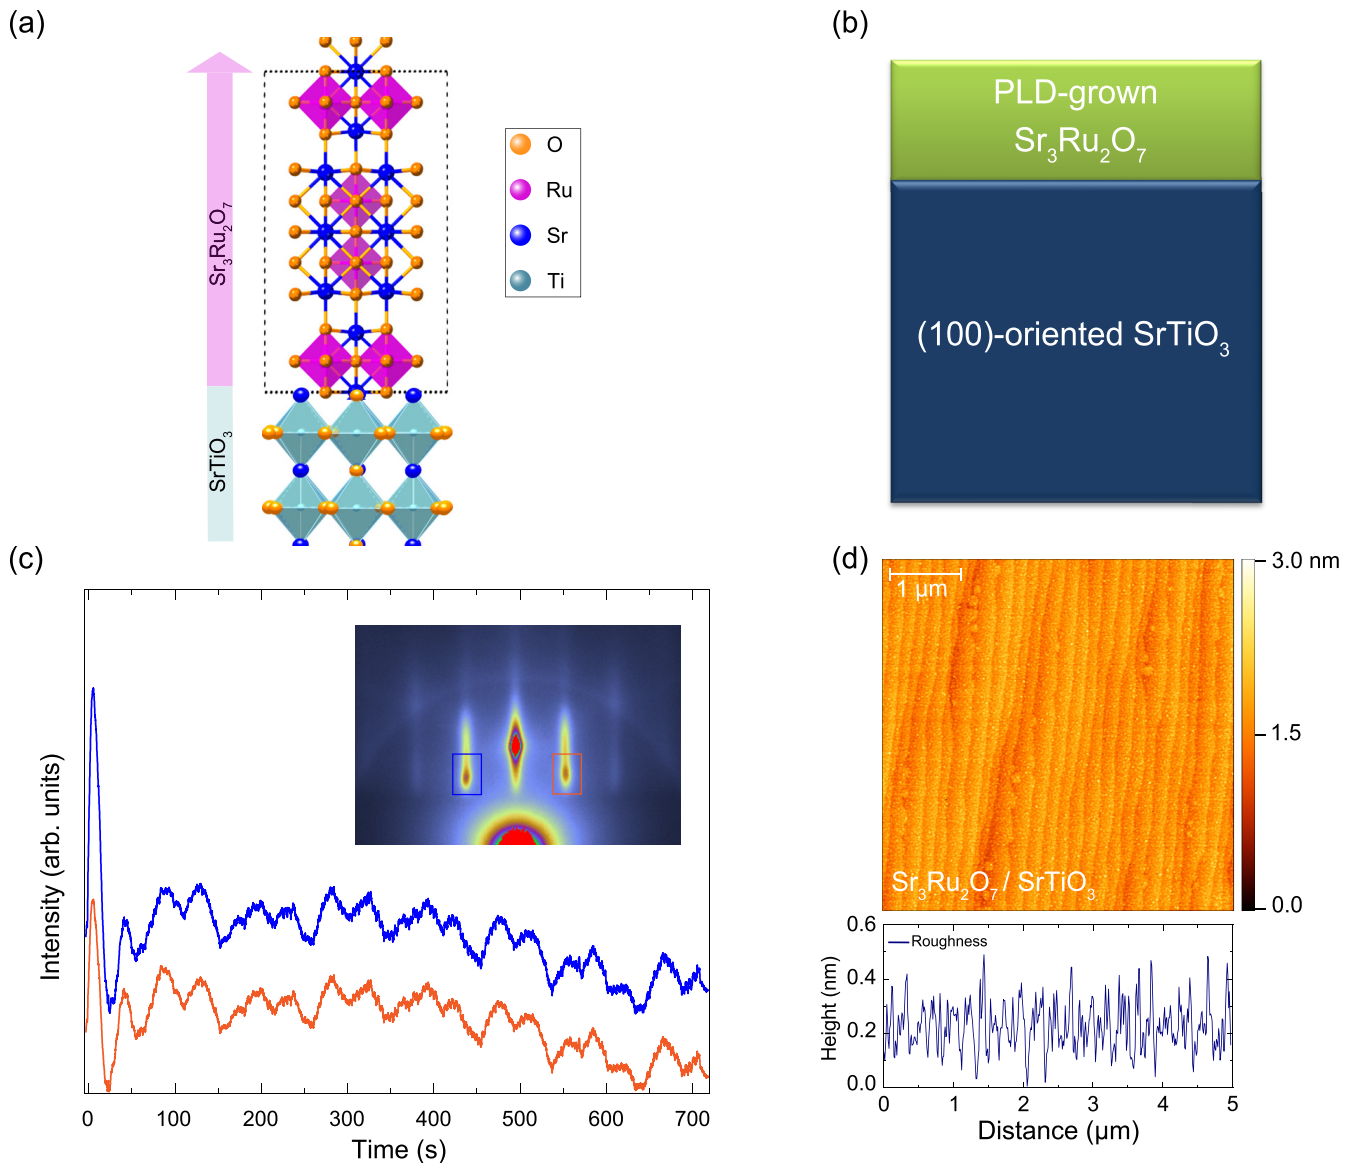 (a)
Sr₃Ru₂O₇
SrTiO₃
O
Ru
Sr
Ti
(b)
PLD-grown
Sr₃Ru₂O₇
(100)-oriented SrTiO₃
(c)
Intensity (arb. units)
0 100 200 300 400 500 600 700
Time (s)
(d)
1 µm
Sr₃Ru₂O₇ / SrTiO₃
3.0 nm
1.5
0.0
Roughness
Height (nm)
0.6
0.4
0.2
0.0
0 1 2 3 4 5
Distance (µm)